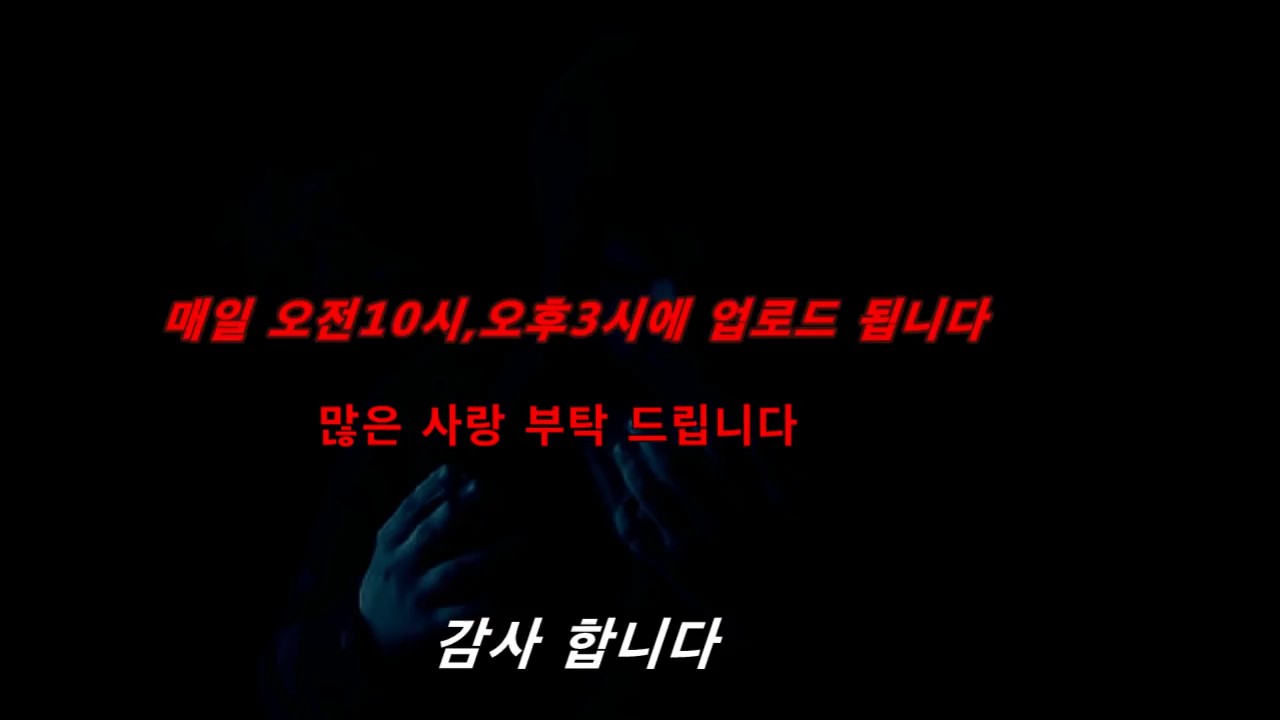 매일 오전10시,오후3시에 업로드 됩니다
많은 사랑 부탁 드립니다
감사 합니다